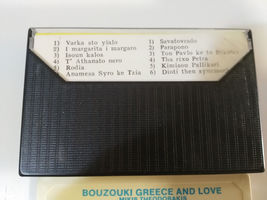 1) Varka sto yialo
2) I margarita i margaro
3) Isoun kalos
4) T' Athanato nero
5) Rodia
Anamesa Syro ke Tzia
1) Savatovrado
2) Parapono
3) Ton Pavlo ke to
4) Tha rixo Petra
5) Kimisou Pallikari
6) Dioti then
BOUZOUKI GREECE AND LOVE
MIKIS THEODORAKIS